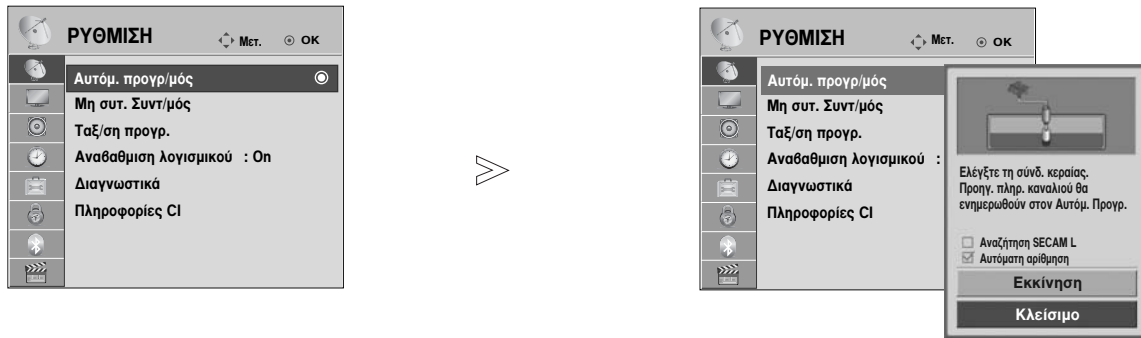 ΡΥΘΜΙΣΗ Μετ. OK
Αυτόμ. προγρ/μός
Μη συτ. Συντ/μός
Ταξ/ση προγρ.
Αναβαθμιση λογισμικού : On
Διαγνωστικά
Πληροφορίες CI
ΡΥΘΜΙΣΗ Μετ. OK
Αυτόμ. προγρ/μός
Μη συτ. Συντ/μός
Ταξ/ση προγρ.
Αναβαθμιση λογισμικού :
Διαγνωστικά
Πληροφορίες CI
Ελέγξτε τη σύνδ. κεραίας.
Προηγ. πληρ. καναλιού θα
ενημερωθούν στον Αυτόμ. Προγρ.
Αναζήτηση SECAM L
Αυτόματη αρίθμηση
Εκκίνηση
Κλείσιμο